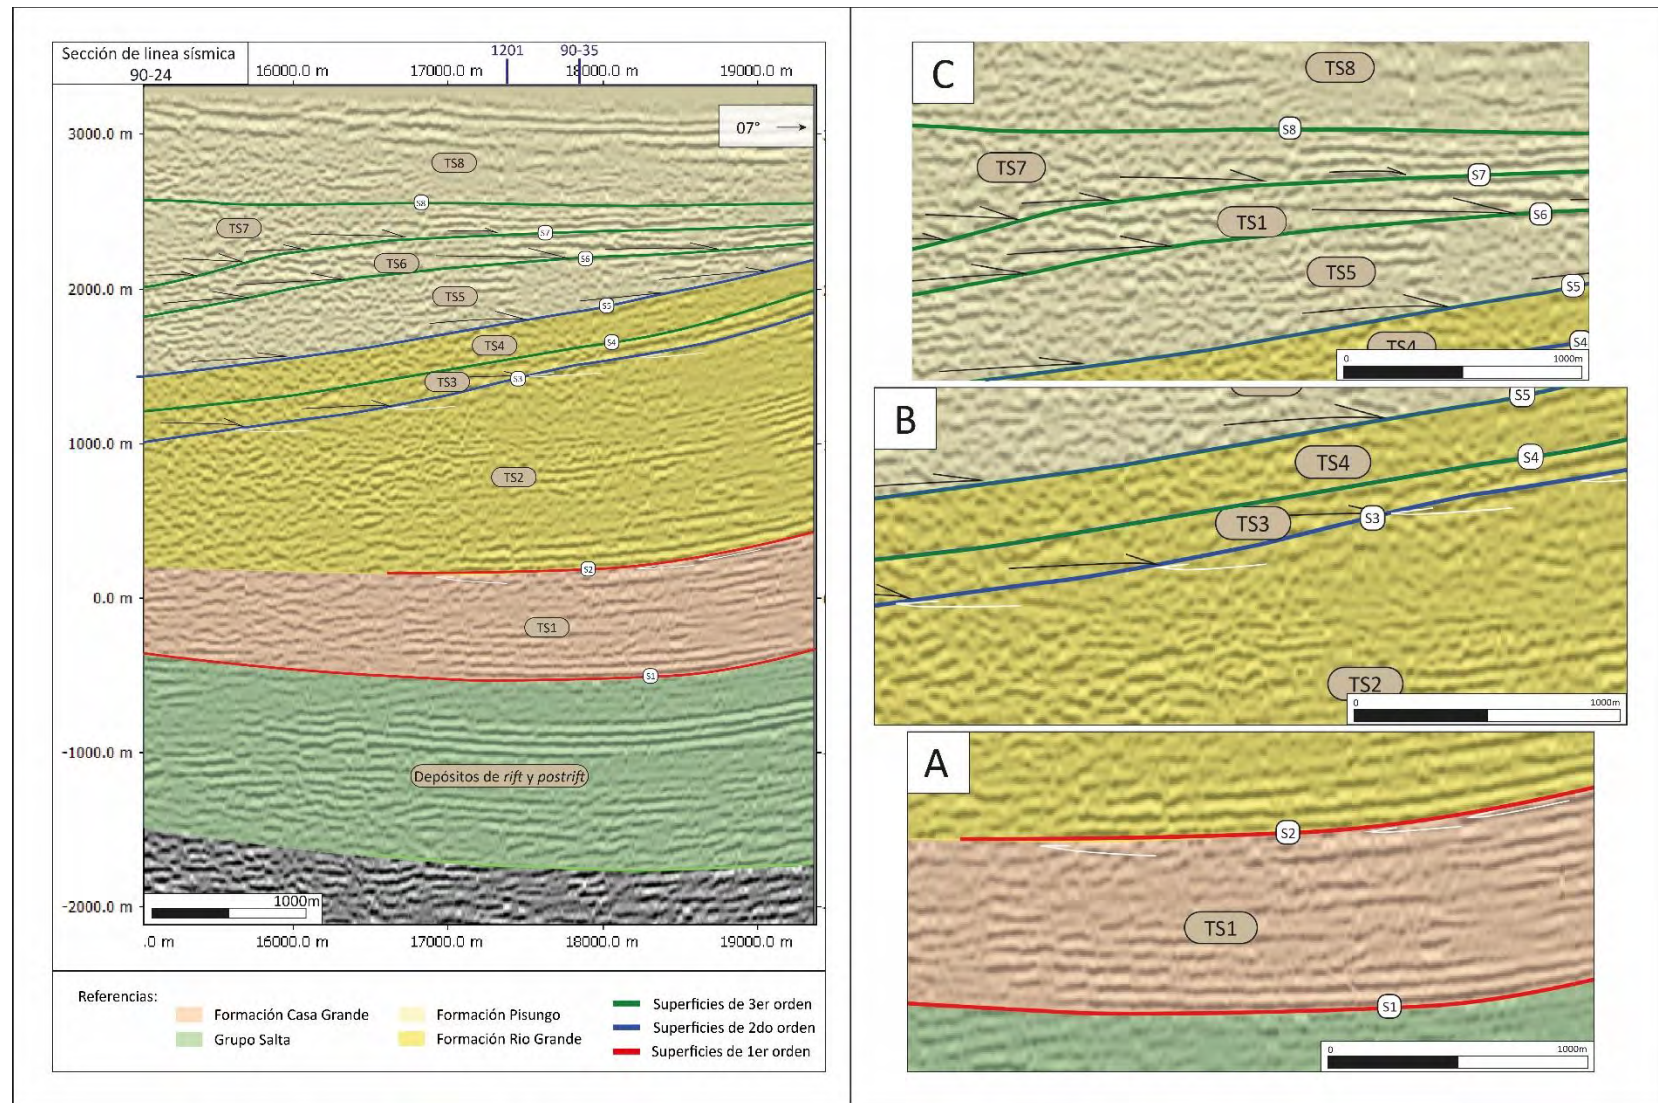 Sección de linea sísmica
90-24
1201
90-35
16000.0 m
17000.0 m
18000.0 m
19000.0 m
07°
3000.0 m
2000.0 m
1000.0 m
0.0 m
-1000.0 m
-2000.0 m
TS8
S8
TS7
S7
TS6
S6
TS5
S5
TS4
S4
TS3
S3
TS2
S2
TS1
S1
Depósitos de rift y postrift
1000m
.0 m
16000.0 m
17000.0 m
18000.0 m
19000.0 m
Referencias:
Formación Casa Grande
Grupo Salta
Formación Pisungo
Formación Rio Grande
Superficies de 3er orden
Superficies de 2do orden
Superficies de 1er orden
C
TS8
S8
TS7
S7
TS1
S6
TS5
S5
TS4
S4
0
1000m
B
S5
TS4
S4
TS3
S3
TS2
0
1000m
A
S2
TS1
S1
0
1000m